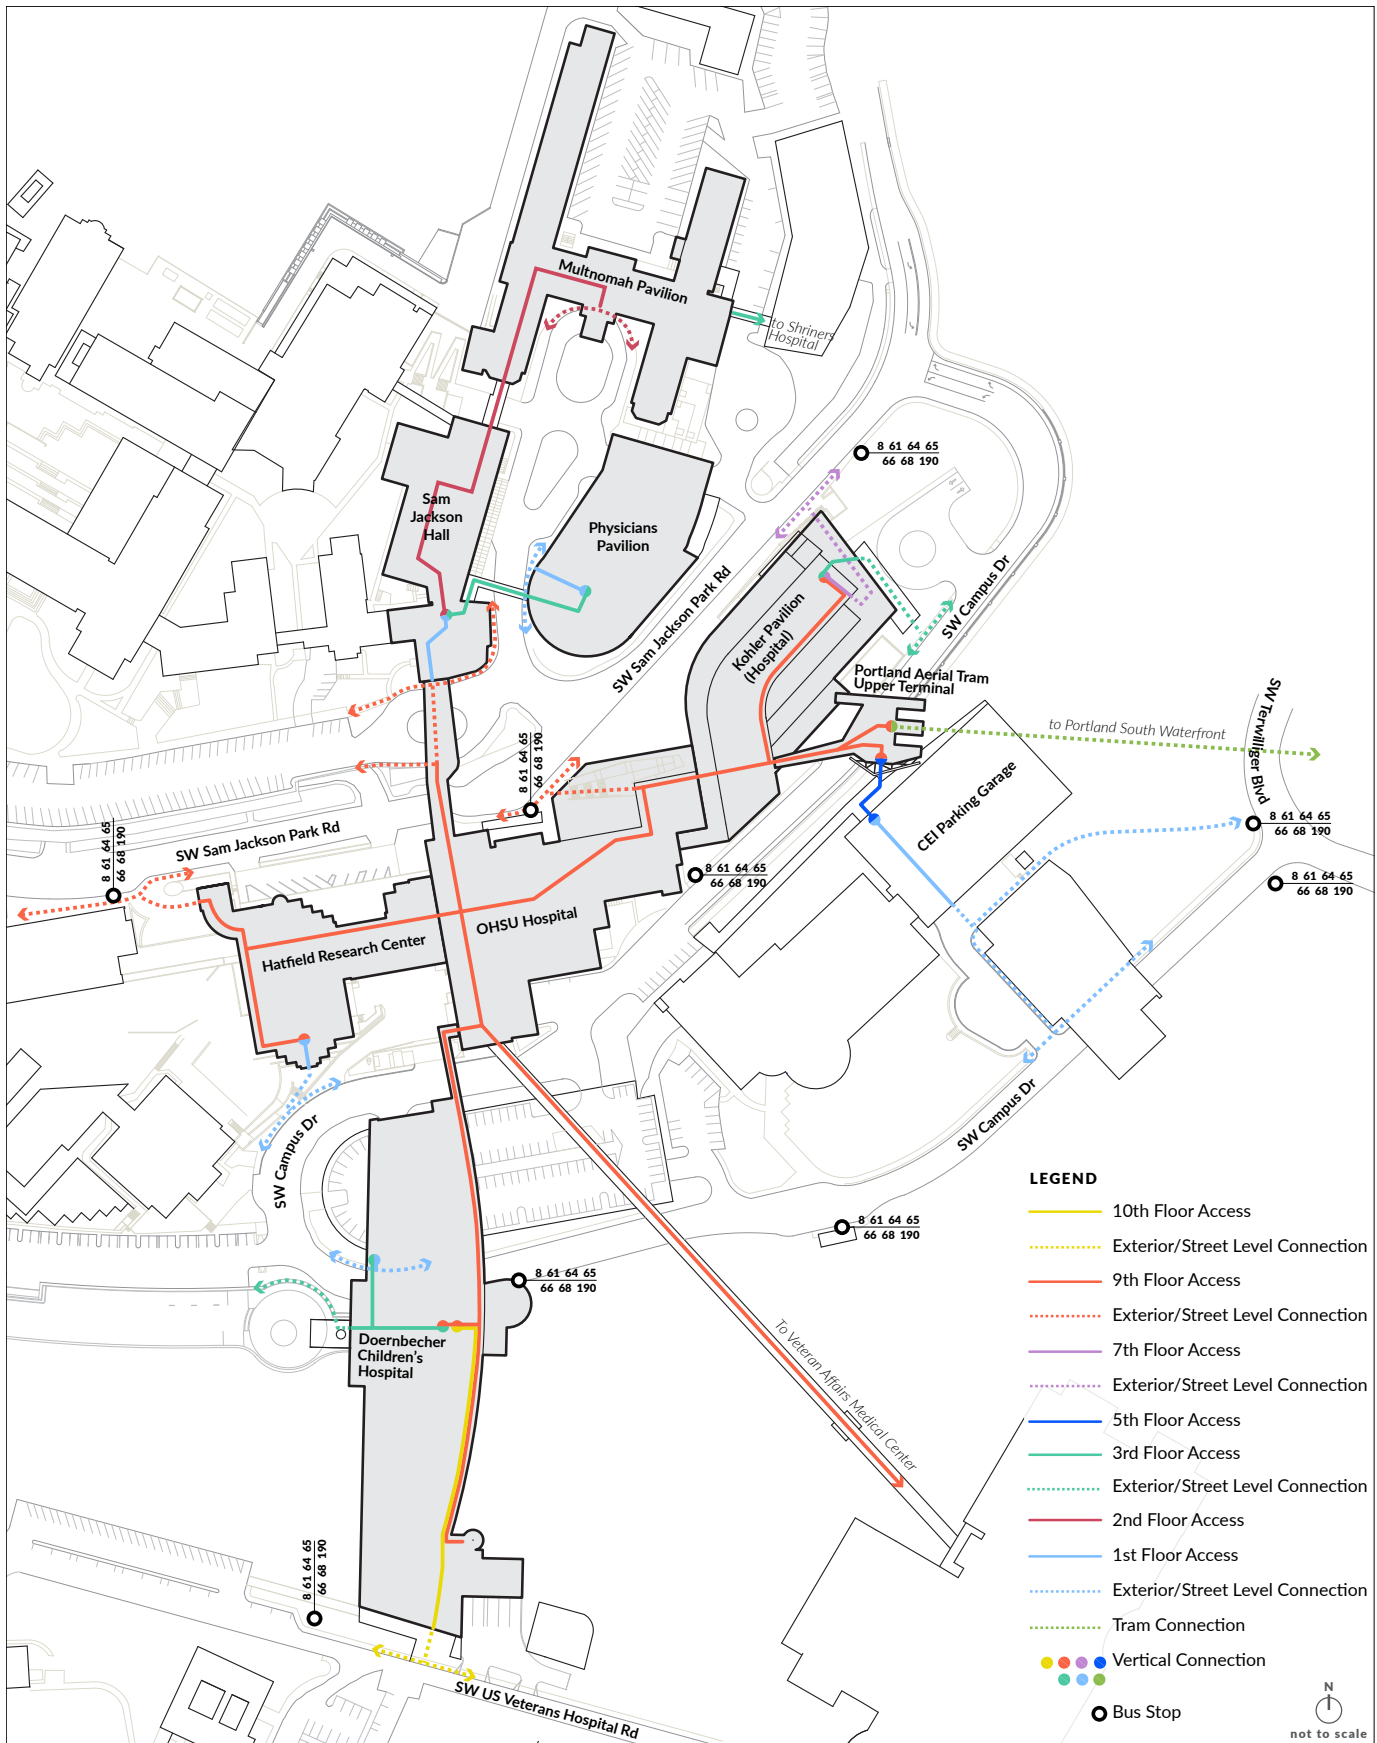 Multnomah Pavilion
to Shriners
Hospital
8 61 64 65
66 68 190
Sam
Jackson
Hall
Physicians
Pavilion
SW Campus Dr
SW Sam Jackson Park Rd
Kohler Pavilion
(Hospital)
Portland Aerial Tram
Upper Terminal
to Portland South Waterfront
SW Terwilliger Blvd
8 61 64 65
66 68 190
CEI Parking Garage
8 61 64 65
66 68 190
SW Sam Jackson Park Rd
8 61 64 65
66 68 190
8 61 64 65
66 68 190
8 61 64 65
66 68 190
OHSU Hospital
Hatfield Research Center
SW Campus Dr
SW Campus Dr
8 61 64 65
66 68 190
8 61 64 65
66 68 190
Doernbecher
Children's
Hospital
To Veteran Affairs Medical Center
8 61 64 65
66 68 190
SW US Veterans Hospital Rd
LEGEND
10th Floor Access
Exterior/Street Level Connection
9th Floor Access
Exterior/Street Level Connection
7th Floor Access
Exterior/Street Level Connection
5th Floor Access
3rd Floor Access
Exterior/Street Level Connection
2nd Floor Access
1st Floor Access
Exterior/Street Level Connection
Tram Connection
Vertical Connection
Bus Stop
N
not to scale